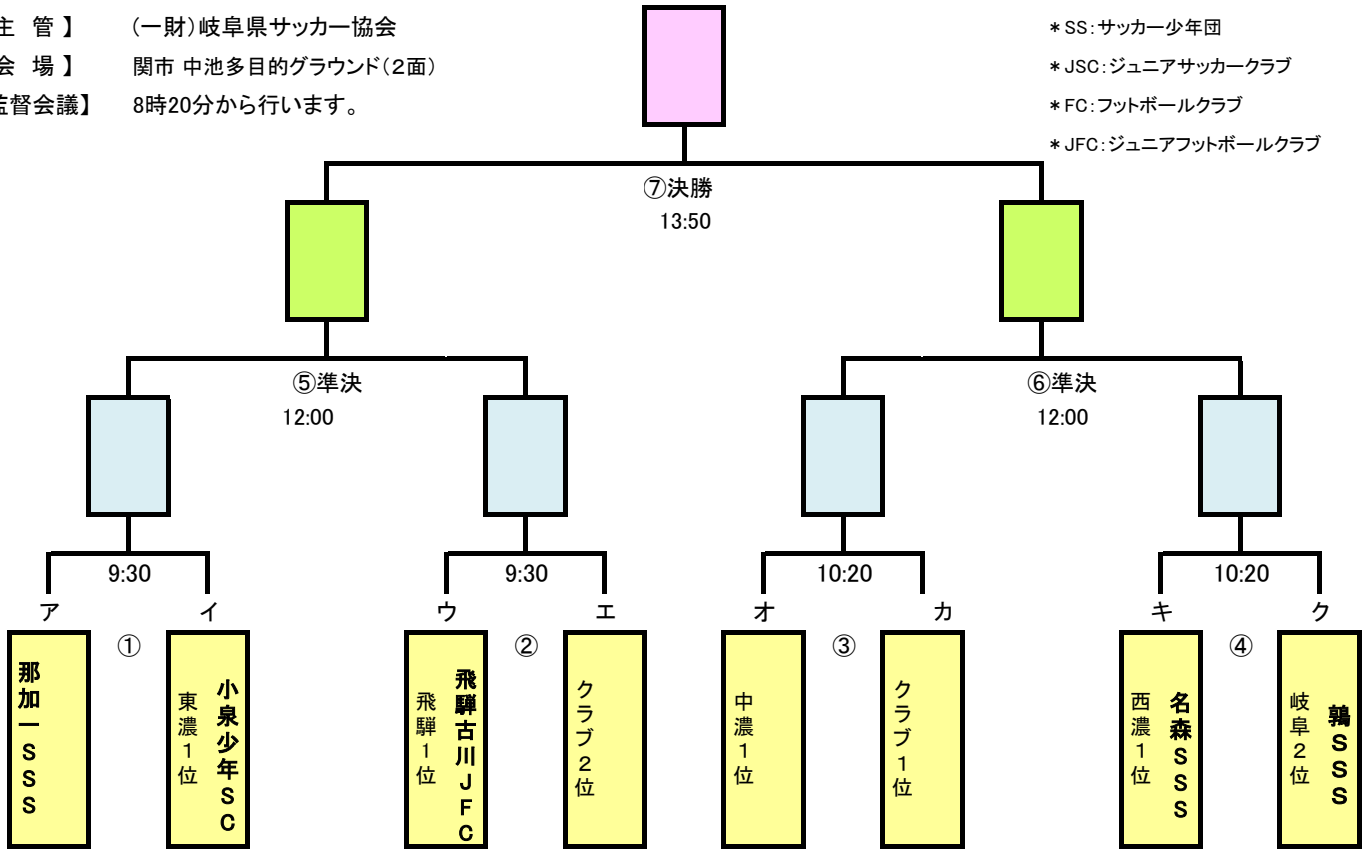 主 管 】 (一財)岐阜県サッカー協会
会 場 】 関市 中池多目的グラウンド(2面)
監督会議】 8時20分から行います。
*SS:サッカー少年団
*JSC:ジュニアサッカークラブ
*FC:フットボールクラブ
*JFC:ジュニアフットボールクラブ
⑦決勝
13:50
⑤準決
12:00
⑥準決
12:00
9:30
9:30
10:20
10:20
ア
イ
ウ
エ
オ
カ
キ
ク
①
②
③
④
那加一SSS
小泉少年SC
東濃1位
飛騨古川JFC
飛騨1位
クラブ2位
中濃1位
クラブ1位
名森SSS
西濃1位
鶉SSS
岐阜2位